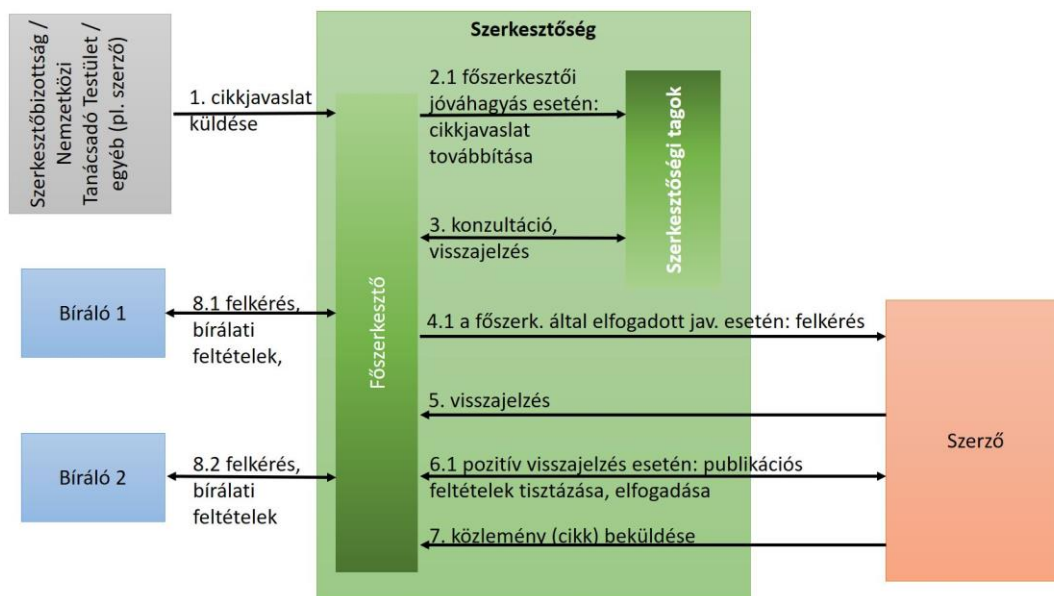 Szerkesztőbizottság /
Nemzetközi
Tanácsadó Testület /
egyéb (pl. szerző)
1. cikkjavaslat
küldése
Szerkesztőség
2.1 főszerkesztői
jóváhagyás esetén:
cikkjavaslat
továbbítása
Szerkesztőségi tagok
3. konzultáció,
visszajelzés
Főszerkesztő
Bíráló 1
8.1 felkérés,
bírálati
feltételek,
4.1 a főszerk. által elfogadott jav. esetén: felkérés
5. visszajelzés
Szerző
Bíráló 2
8.2 felkérés,
bírálati
feltételek
6.1 pozitív visszajelzés esetén: publikációs
feltételek tisztázása, elfogadása
7. közlemény (cikk) beküldése